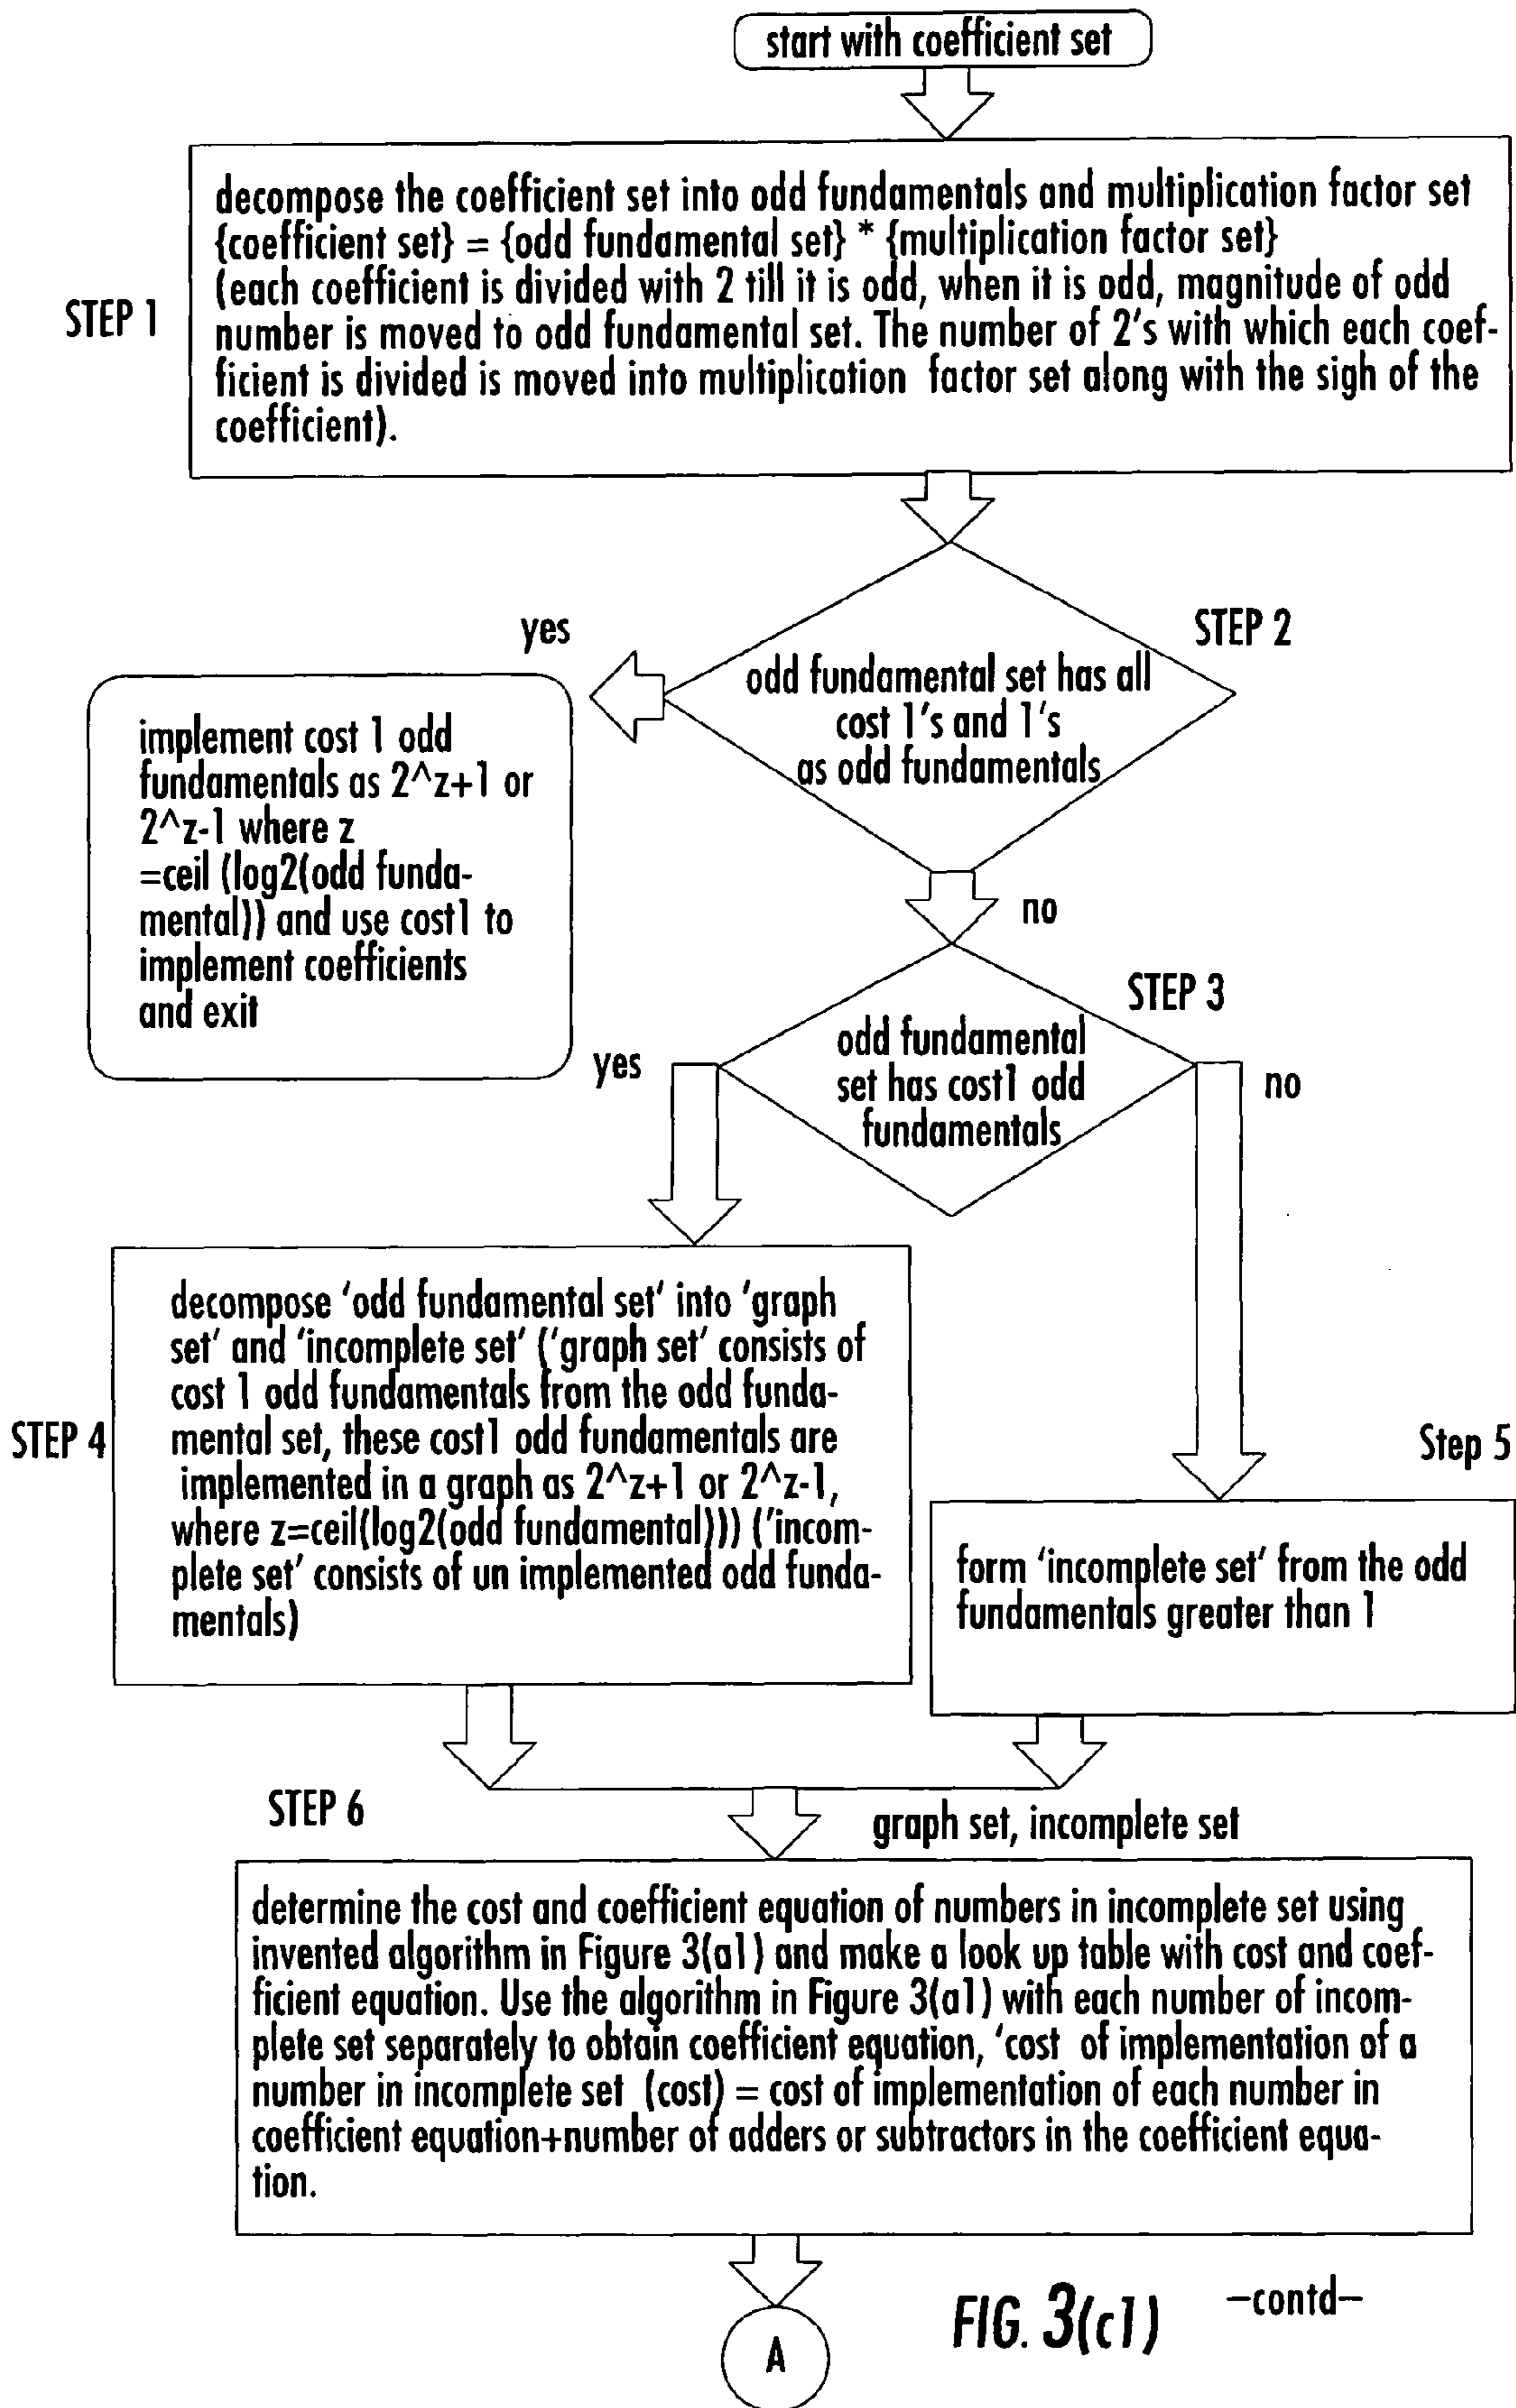 start with coefficient set
decompose the coefficient set into odd fundamentals and multiplication factor set
{coefficient set} = {odd fundamental set} * {multiplication factor set}
(each coefficient is divided with 2 till it is odd, when it is odd, magnitude of odd
number is moved to odd fundamental set. The number of 2's with which each coef-
ficient is divided is moved into multiplication factor set along with the sigh of the
coefficient).
STEP 1
yes
STEP 2
odd fundamental set has all
cost 1's and 1's
as odd fundamentals
implement cost 1 odd
fundamentals as 2^z+1 or
2^z-1 where z
=ceil (log2(odd funda-
mental)) and use cost1 to
implement coefficients
and exit
no
STEP 3
odd fundamental
set has cost1 odd
fundamentals
yes
no
decompose 'odd fundamental set' into 'graph
set' and 'incomplete set' ('graph set' consists of
cost 1 odd fundamentals from the odd funda-
mental set, these cost1 odd fundamentals are
implemented in a graph as 2^z+1 or 2^z-1,
where z=ceil(log2(odd fundamental))) ('incom-
plete set' consists of un implemented odd funda-
mentals)
STEP 4
Step 5
form 'incomplete set' from the odd
fundamentals greater than 1
STEP 6
graph set, incomplete set
determine the cost and coefficient equation of numbers in incomplete set using
invented algorithm in Figure 3(a1) and make a look up table with cost and coef-
ficient equation. Use the algorithm in Figure 3(a1) with each number of incom-
plete set separately to obtain coefficient equation, 'cost of implementation of a
number in incomplete set (cost) = cost of implementation of each number in
coefficient equation+number of adders or subtractors in the coefficient equa-
tion.
A
FIG. 3(c1)
–contd–